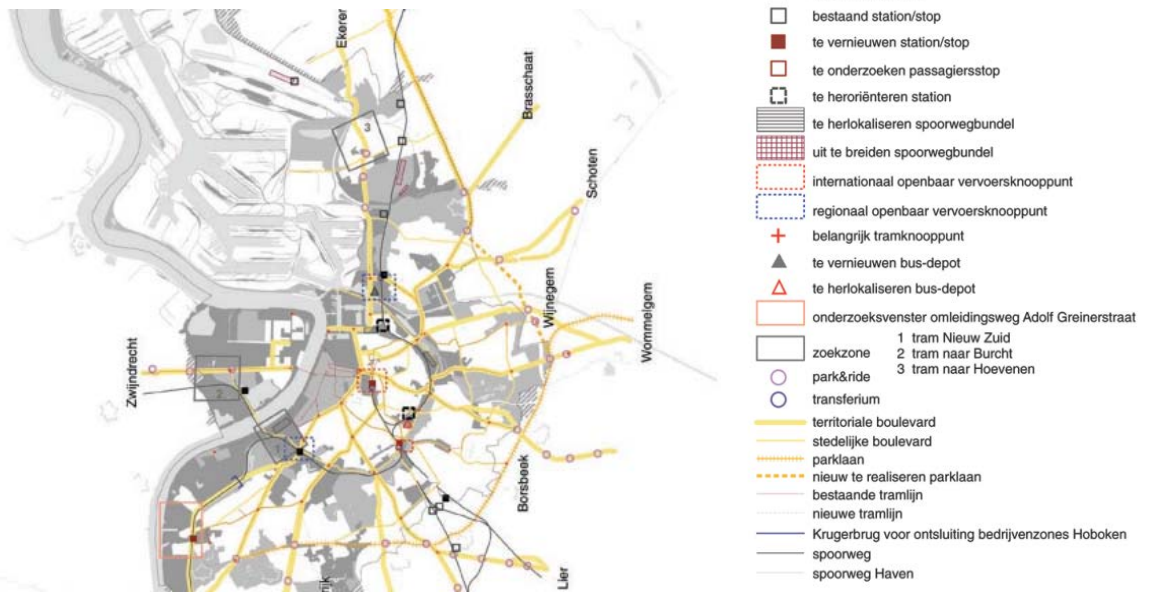 Ekeren
Brasschaat
Schoten
3
Wijnegem
Wommelgem
Zwijndrecht
2
Borsbeek
Lier
rijk
bestaand station/stop
te vernieuwen station/stop
te onderzoeken passagiersstop
te heroriënteren station
te herlokaliseren spoorwegbundel
uit te breiden spoorwegbundel
internationaal openbaar vervoersknooppunt
regionaal openbaar vervoersknooppunt
belangrijk tramknooppunt
te vernieuwen bus-depot
te herlokaliseren bus-depot
onderzoeksvenster omleidingsweg Adolf Greinerstraat
zoekzone
1 tram Nieuw Zuid
2 tram naar Burcht
3 tram naar Hoevenen
park&ride
transferium
territoriale boulevard
stedelijke boulevard
parklaan
nieuw te realiseren parklaan
bestaande tramlijn
nieuwe tramlijn
Krugerbrug voor ontsluiting bedrijvenzones Hoboken
spoorweg
spoorweg Haven